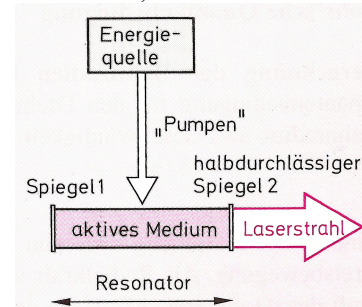 Energie-
quelle
„Pumpen"
halbdurchlässiger
Spiegel 1 Spiegel 2
aktives Medium Laserstrahl
Resonator